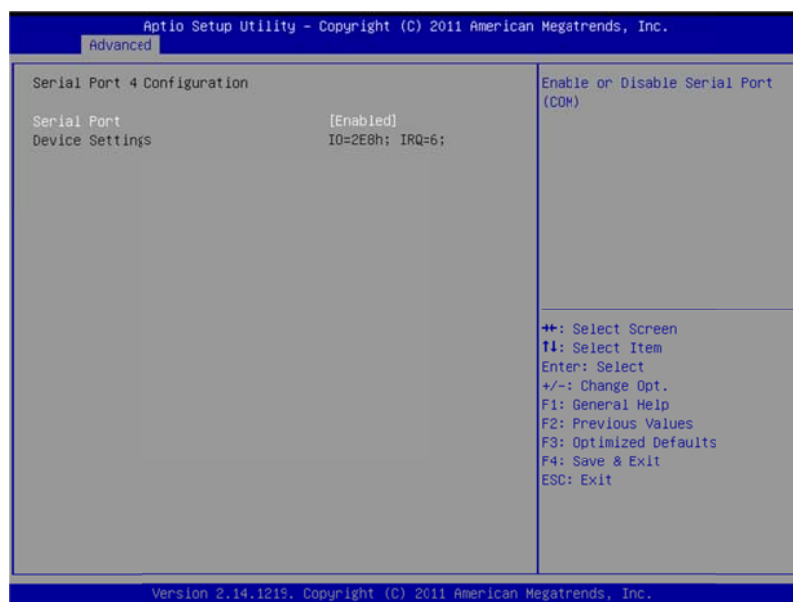 Aptio Setup Utility – Copyright (C) 2011 American Megatrends, Inc.
Advanced
Serial Port 4 Configuration
Serial Port [Enabled]
Device Settings IO=2E8h; IRQ=6;
Enable or Disable Serial Port
(COM)
→←: Select Screen
↑↓: Select Item
Enter: Select
+/-: Change Opt.
F1: General Help
F2: Previous Values
F3: Optimized Defaults
F4: Save & Exit
ESC: Exit
Version 2.14.1219. Copyright (C) 2011 American Megatrends, Inc.